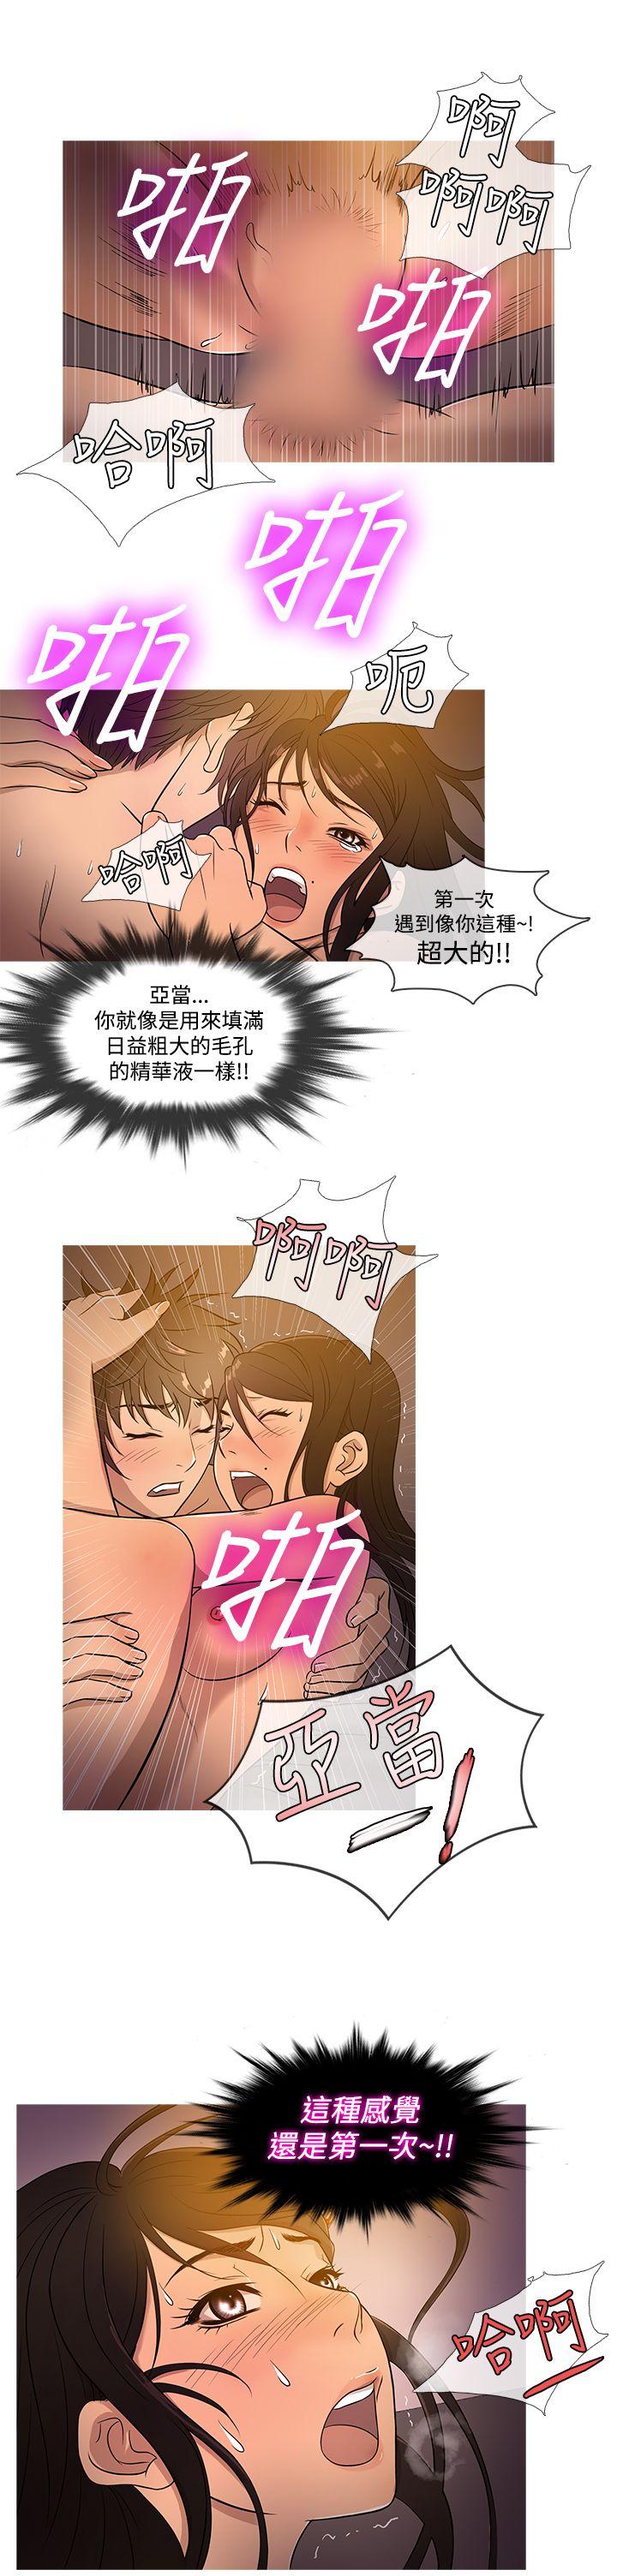 啊
啊啊
啪
啪
哈啊
啪
啪
呃
哈啊
第一次
遇到像你這種~!
超大的!!
亞當...
你就像是用來填滿
日益粗大的毛孔
的精華液一樣!!
啊啊
啪
亞當—!
這種感覺
還是第一次~!!
哈啊